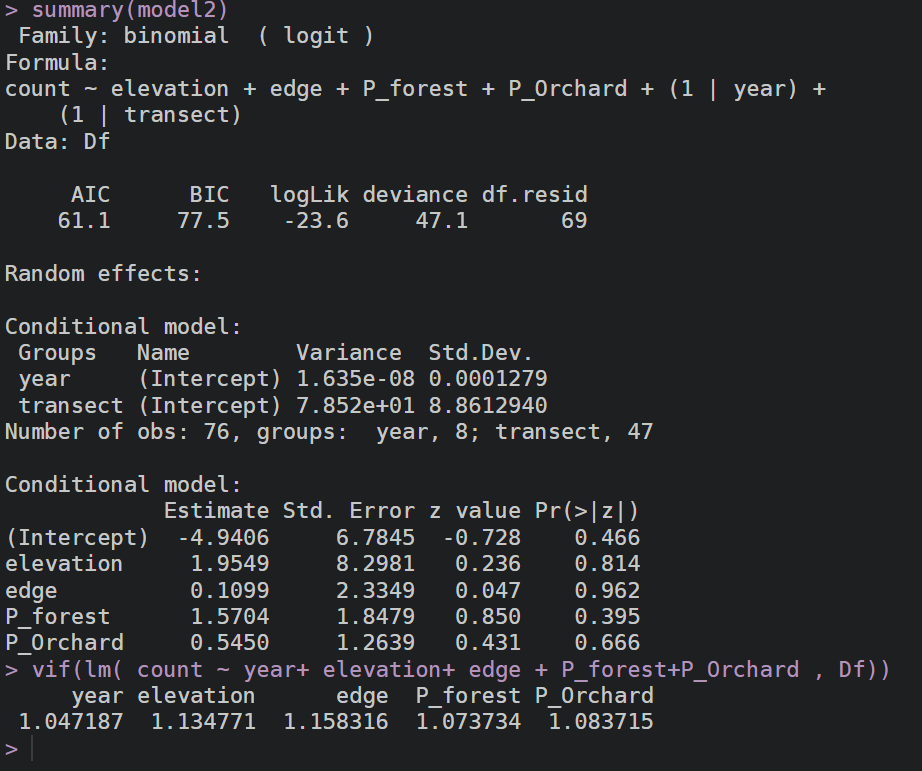 > summary(model2)
 Family: binomial  ( logit )
Formula:
count ~ elevation + edge + P_forest + P_Orchard + (1 | year) +
    (1 | transect)
Data: Df

     AIC      BIC   logLik deviance df.resid
    61.1     77.5    -23.6     47.1       69

Random effects:

Conditional model:
 Groups   Name        Variance  Std.Dev.
 year     (Intercept) 1.635e-08 0.0001279
 transect (Intercept) 7.852e+01 8.8612940
Number of obs: 76, groups:  year, 8; transect, 47

Conditional model:
            Estimate Std. Error z value Pr(>|z|)
(Intercept)  -4.9406     6.7845  -0.728    0.466
elevation     1.9549     8.2981   0.236    0.814
edge          0.1099     2.3349   0.047    0.962
P_forest      1.5704     1.8479   0.850    0.395
P_Orchard     0.5450     1.2639   0.431    0.666
> vif(lm( count ~ year+ elevation+ edge + P_forest+P_Orchard , Df))
     year elevation      edge  P_forest P_Orchard
 1.047187  1.134771  1.158316  1.073734  1.083715
>